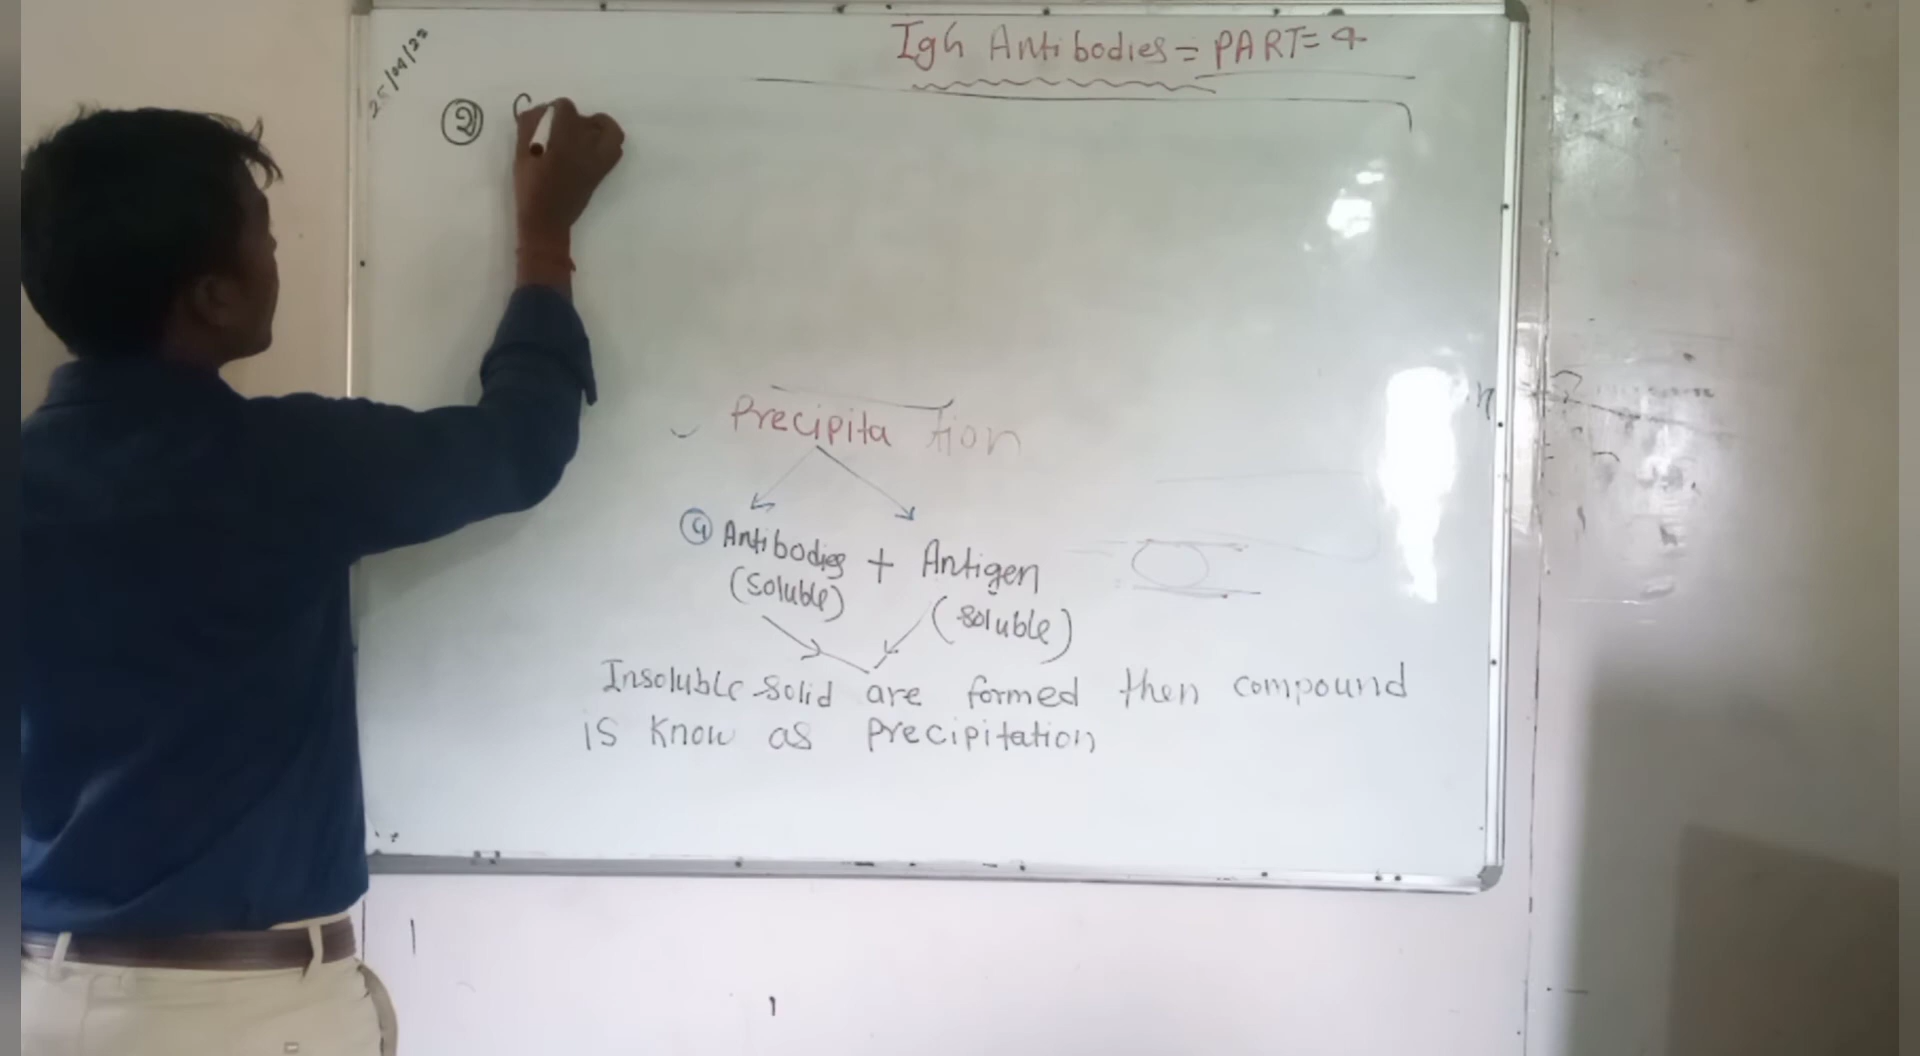 25/04/22
IgG Antibodies = PART= 4
②
Precipitation
Antibodies + Antigen
(soluble) (soluble)
Insoluble solid are formed then compound
is know as precipitation